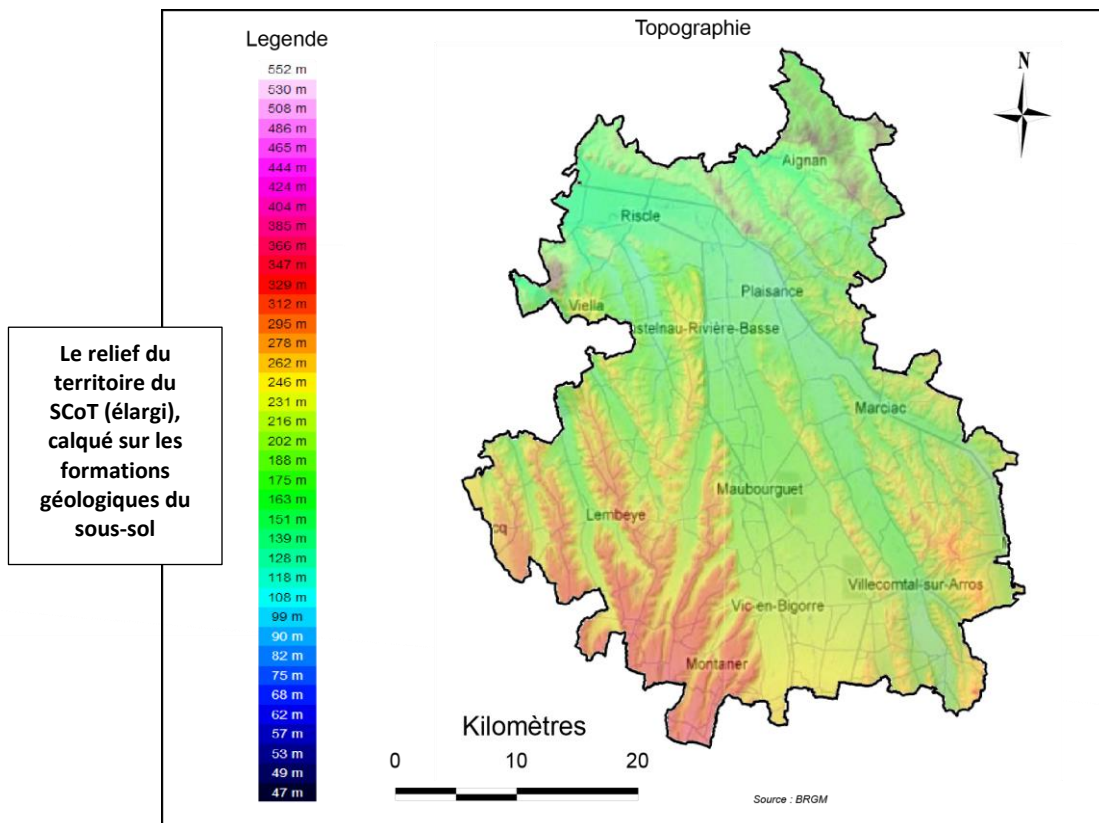 Topographie
Legende
552 m
530 m
508 m
486 m
465 m
444 m
424 m
404 m
385 m
366 m
347 m
329 m
312 m
295 m
278 m
262 m
246 m
231 m
216 m
202 m
188 m
175 m
163 m
151 m
139 m
128 m
118 m
108 m
99 m
90 m
82 m
75 m
68 m
62 m
57 m
53 m
49 m
47 m
Le relief du
territoire du
SCoT (élargi),
calqué sur les
formations
géologiques du
sous-sol
N
Aignan
Riscle
Plaisance
Viella
stelnau-Rivière-Basse
Marciac
Maubourguet
Lembeye
cq
M
Villecomtal-sur-Arros
Vic-en-Bigorre
Montaner
Kilomètres
0 10 20
Source : BRGM